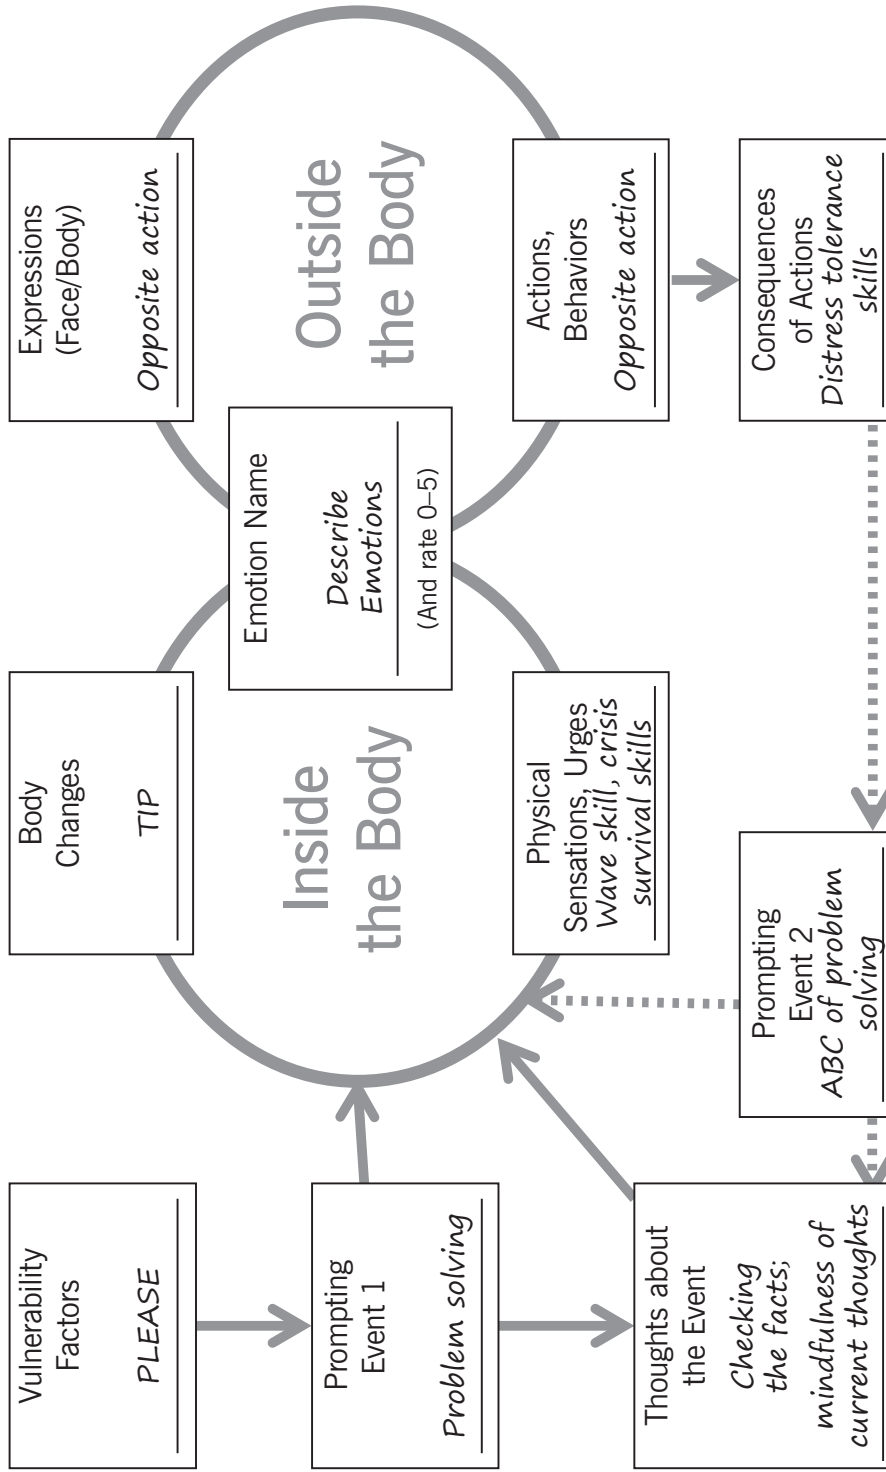 Vulnerability
Factors
PLEASE
Prompting
Event 1
Problem solving
Thoughts about
the Event
Checking
the facts;
mindfulness of
current thoughts
Body
Changes
TIP
Inside
the Body
Physical
Sensations, Urges
Wave skill, crisis
survival skills
Prompting
Event 2
ABC of problem
solving
Emotion Name
Describe
Emotions
(And rate 0–5)
Expressions
(Face/Body)
Opposite action
Outside
the Body
Actions,
Behaviors
Opposite action
Consequences
of Actions
Distress tolerance
skills